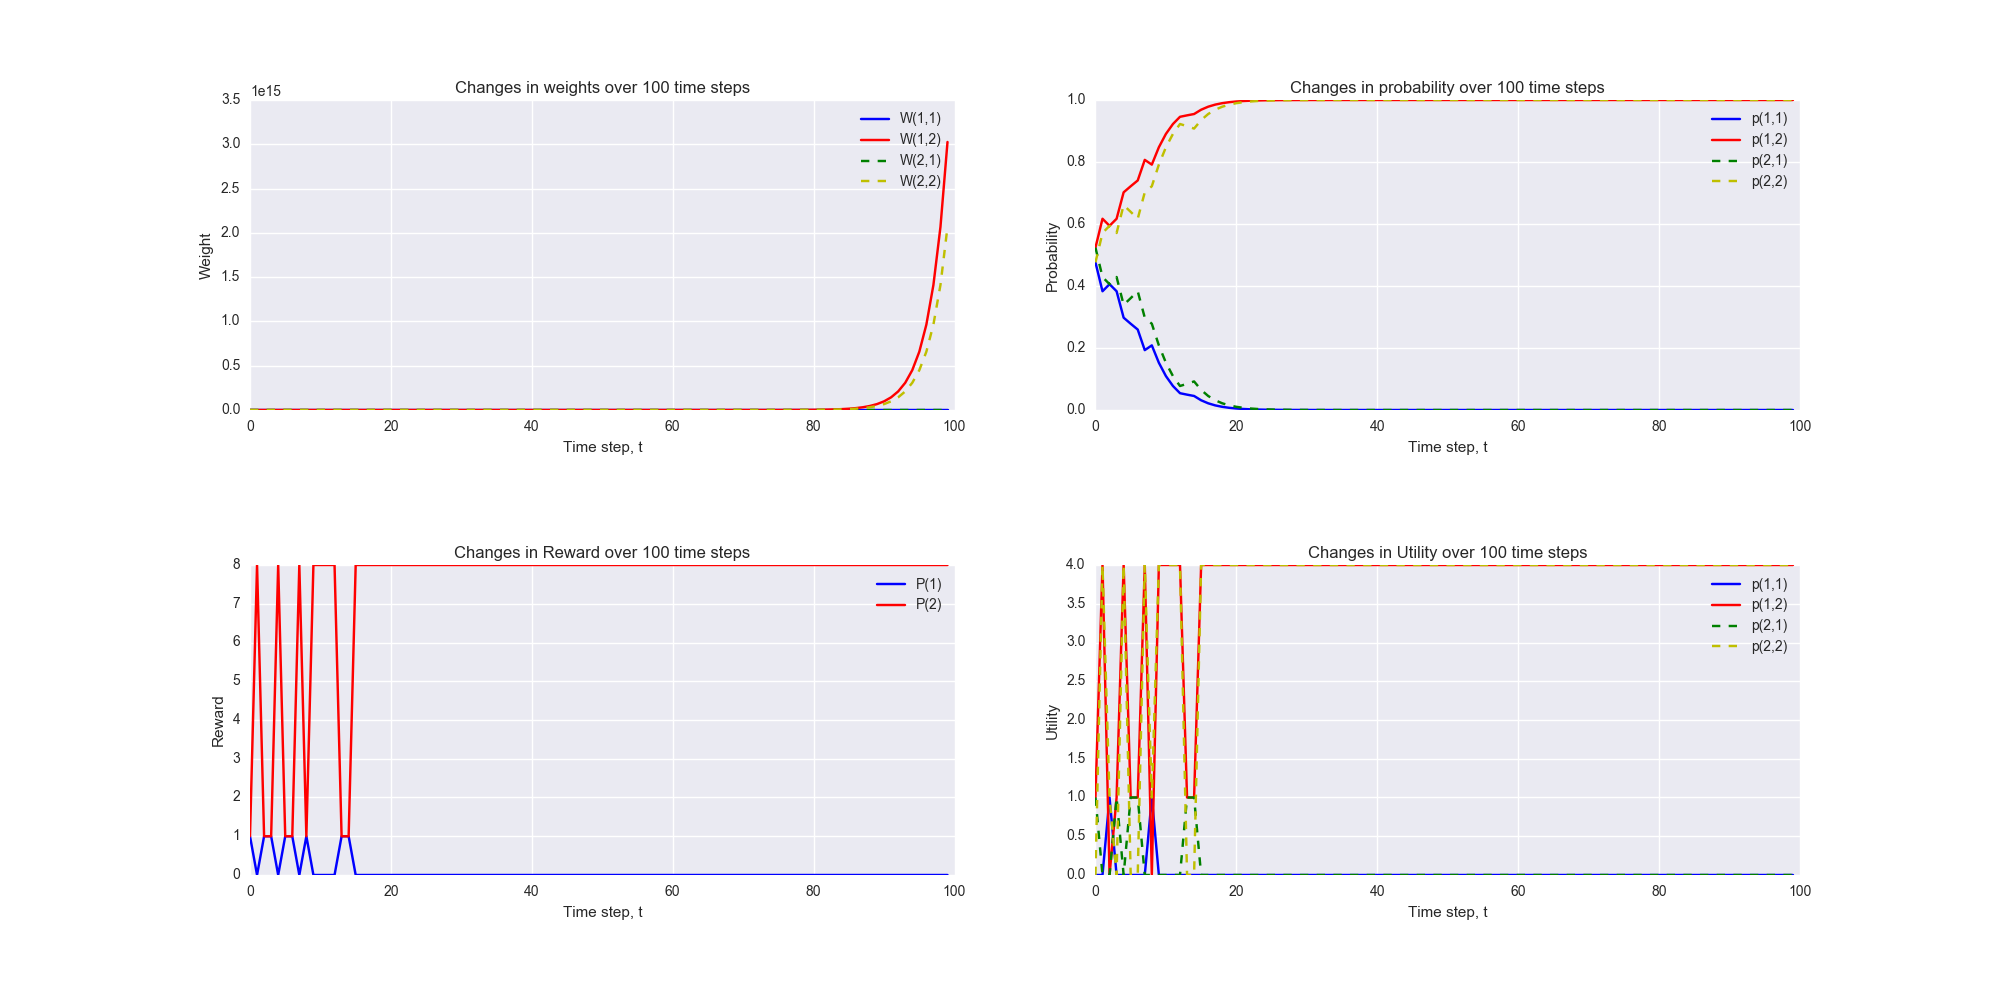 Changes in weights over 100 time steps
1e15
3.5
3.0
2.5
2.0
1.5
1.0
0.5
0.0
Weight
W(1,1)
W(1,2)
W(2,1)
W(2,2)
0 20 40 60 80 100
Time step, t
Changes in probability over 100 time steps
1.0
0.8
0.6
0.4
0.2
0.0
Probability
p(1,1)
p(1,2)
p(2,1)
p(2,2)
0 20 40 60 80 100
Time step, t
Changes in Reward over 100 time steps
8
7
6
5
4
3
2
1
0
Reward
P(1)
P(2)
0 20 40 60 80 100
Time step, t
Changes in Utility over 100 time steps
4.0
3.5
3.0
2.5
2.0
1.5
1.0
0.5
0.0
Utility
p(1,1)
p(1,2)
p(2,1)
p(2,2)
0 20 40 60 80 100
Time step, t